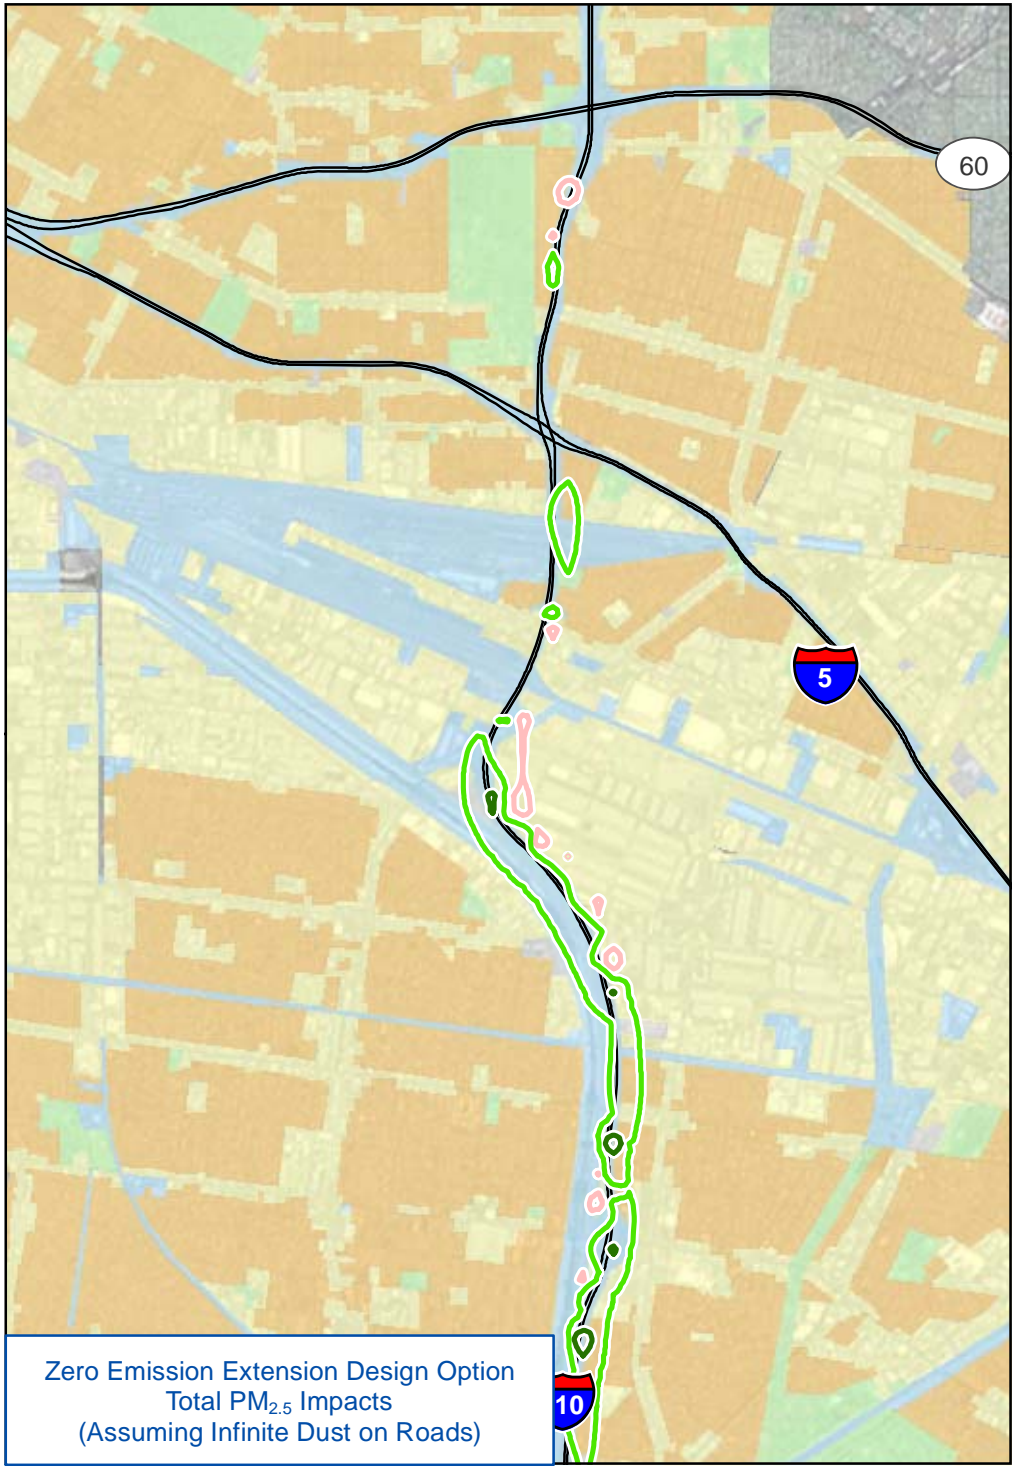 60
5
10
Zero Emission Extension Design Option
Total PM2.5 Impacts
(Assuming Infinite Dust on Roads)